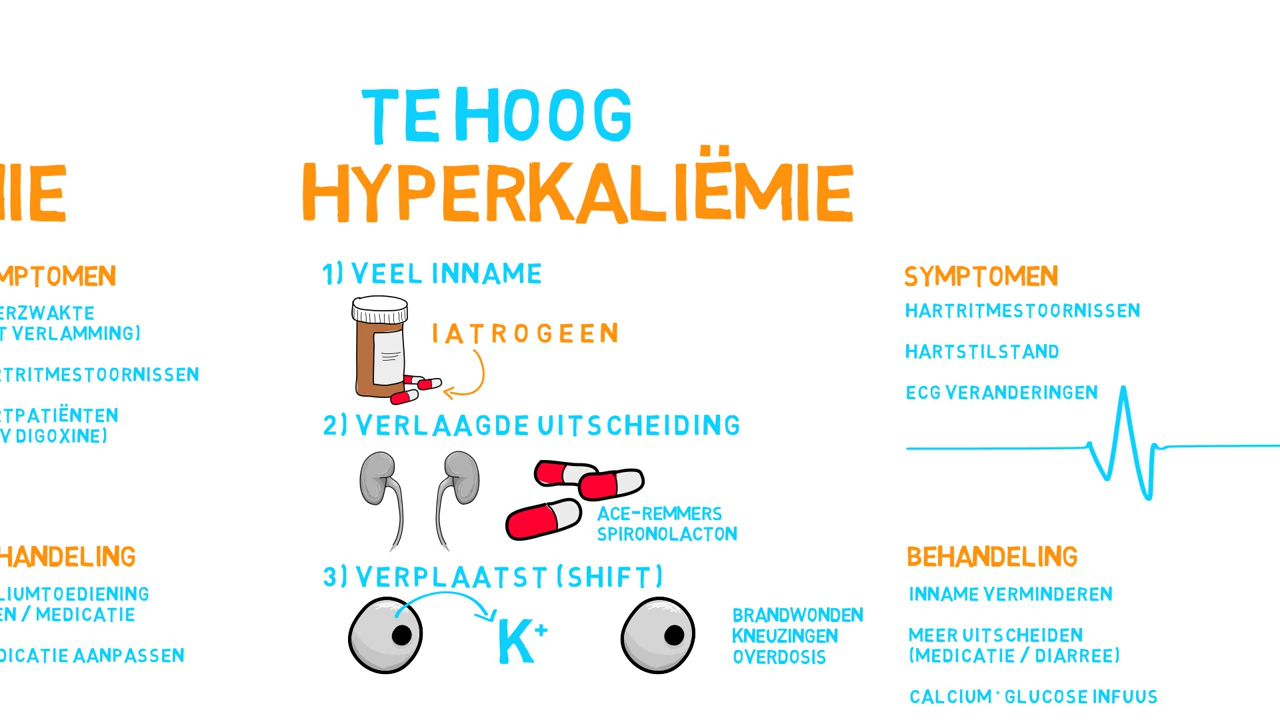 TE HOOG
HYPERKALIËMIE
IE
MPTOMEN
ERZWAKTE
T VERLAMMING)
RTRITMESTOORNISSEN
RTPATIËNTEN
V DIGOXINE)
HANDELING
LIUMTOEDIENING
EN / MEDICATIE
DICATIE AANPASSEN
1) VEEL INNAME
IATROGEEN
2) VERLAAGDE UITSCHEIDING
ACE-REMMERS
SPIRONOLACTON
3) VERPLAATST (SHIFT)
K+
BRANDWONDEN
KNEUZINGEN
OVERDOSIS
SYMPTOMEN
HARTRITMESTOORNISSEN
HARTSTILSTAND
ECG VERANDERINGEN
BEHANDELING
INNAME VERMINDEREN
MEER UITSCHEIDEN
(MEDICATIE / DIARREE)
CALCIUM + GLUCOSE INFUUS